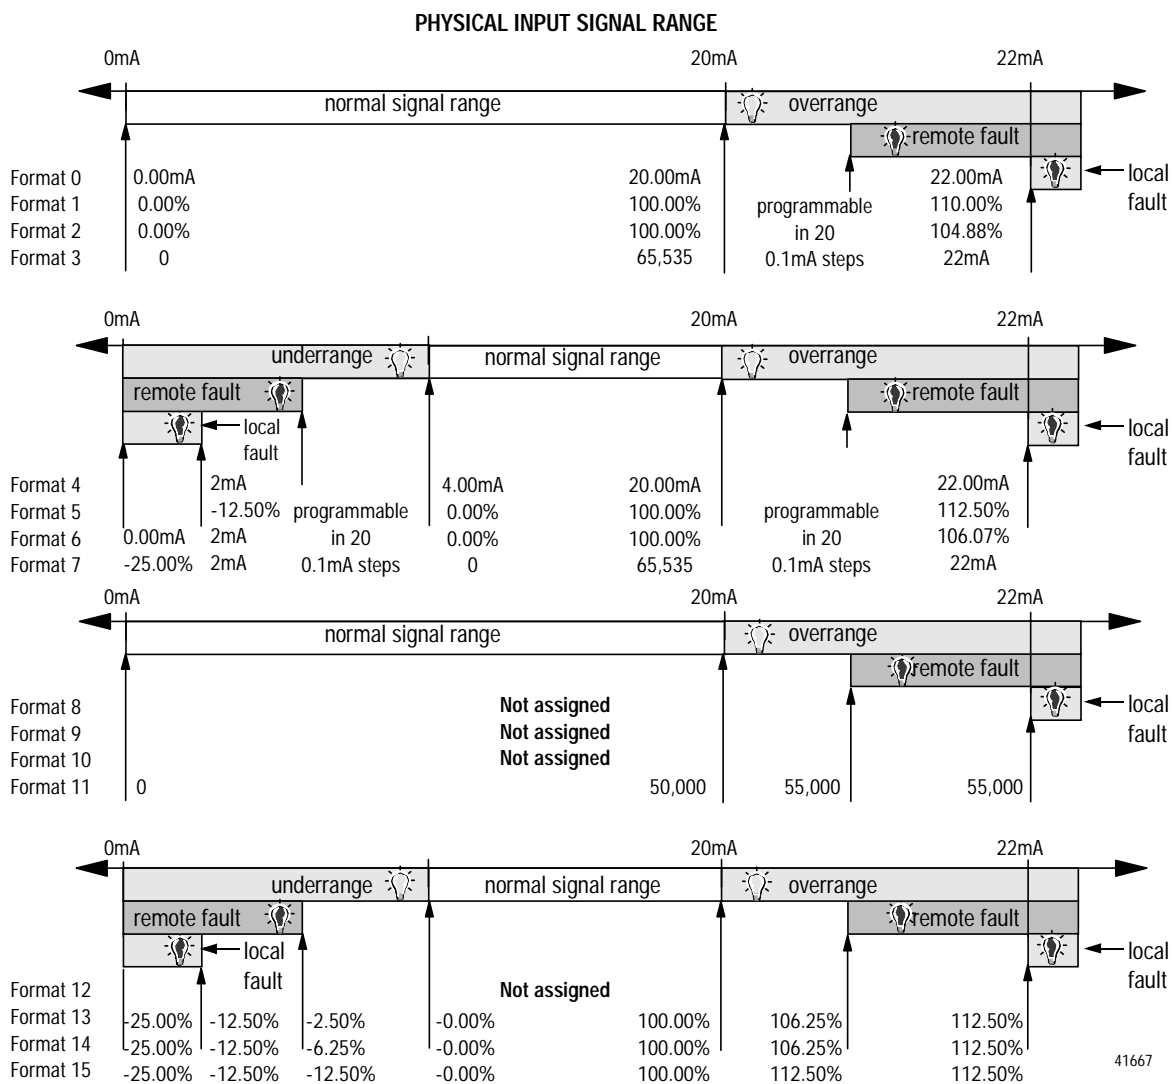 PHYSICAL INPUT SIGNAL RANGE
0mA 20mA 22mA
normal signal range overrange
remote fault
local fault
Format 0 0.00mA 20.00mA 22.00mA
Format 1 0.00% 100.00% programmable 110.00%
Format 2 0.00% 100.00% in 20 104.88%
Format 3 0 65,535 0.1mA steps 22mA
0mA 20mA 22mA
underrange normal signal range overrange
remote fault remote fault
local fault local fault
Format 4 2mA 4.00mA 20.00mA 22.00mA
Format 5 -12.50% programmable 0.00% 100.00% programmable 112.50%
Format 6 0.00mA 2mA in 20 0.00% 100.00% in 20 106.07%
Format 7 -25.00% 2mA 0.1mA steps 0 65,535 0.1mA steps 22mA
0mA 20mA 22mA
normal signal range overrange
remote fault
local fault
Format 8 Not assigned
Format 9 Not assigned
Format 10 Not assigned
Format 11 0 50,000 55,000 55,000
0mA 20mA 22mA
underrange normal signal range overrange
remote fault remote fault
local fault local fault
Format 12 Not assigned
Format 13 -25.00% -12.50% -2.50% -0.00% 100.00% 106.25% 112.50%
Format 14 -25.00% -12.50% -6.25% -0.00% 100.00% 106.25% 112.50%
Format 15 -25.00% -12.50% -12.50% -0.00% 100.00% 112.50% 112.50%
41667